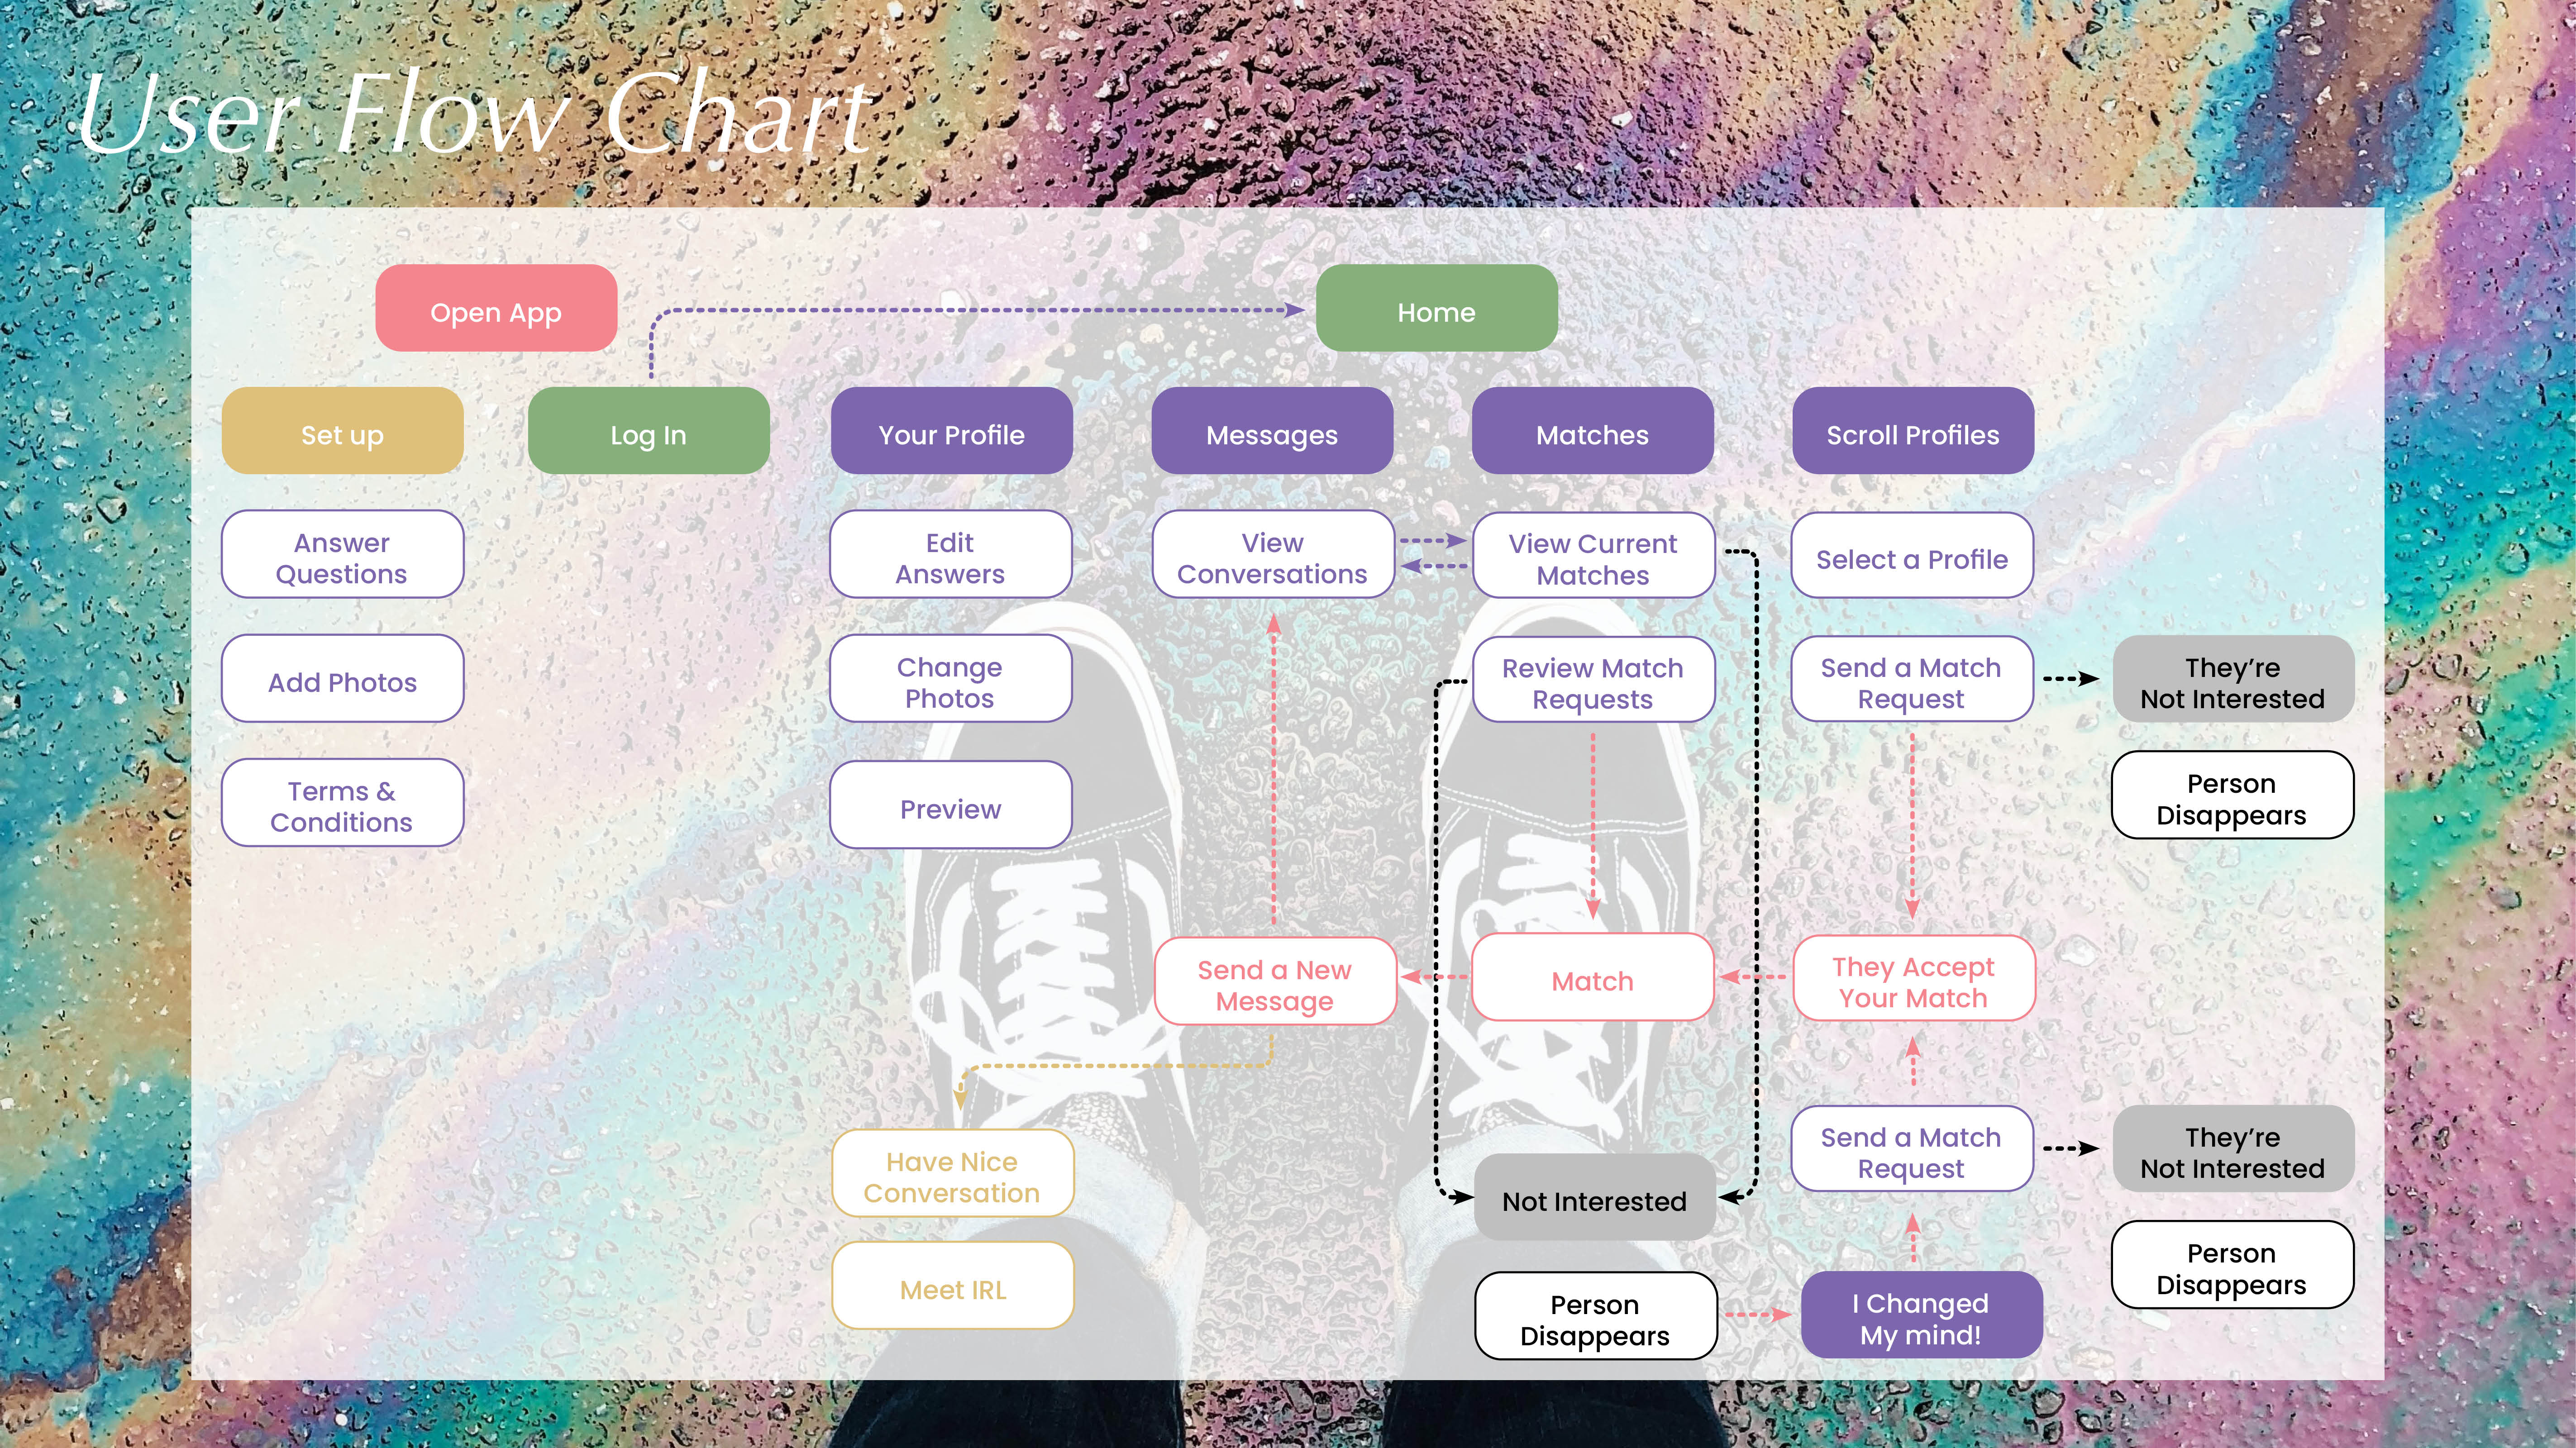 User Flow Chart
Open App
Home
Set up
Log In
Your Profile
Messages
Matches
Scroll Profiles
Answer
Questions
Edit
Answers
View
Conversations
View Current
Matches
Select a Profile
Add Photos
Change
Photos
Review Match
Requests
Send a Match
Request
They’re
Not Interested
Terms &
Conditions
Preview
Person
Disappears
Send a New
Message
Match
They Accept
Your Match
Have Nice
Conversation
Not Interested
Send a Match
Request
They’re
Not Interested
Meet IRL
Person
Disappears
I Changed
My mind!
Person
Disappears